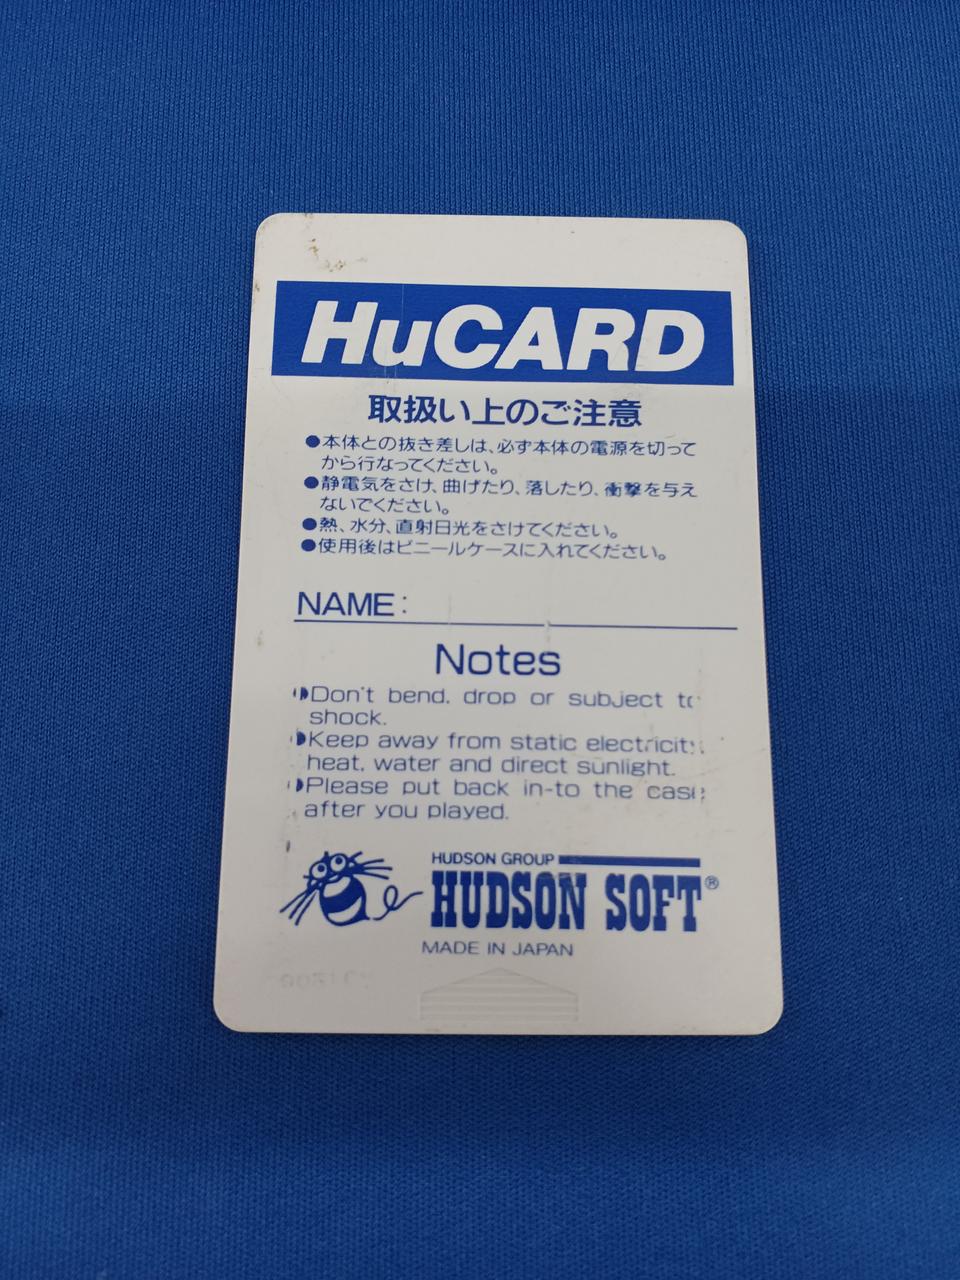 HuCARD
取扱い上のご注意
●本体との抜き差しは、必ず本体の電源を切って
から行なってください。
●静電気をさけ、曲げたり、落したり、衝撃を与え
ないでください。
●熱、水分、直射日光をさけてください。
●使用後はビニールケースに入れてください。
NAME:
Notes
●Don't bend, drop or subject to
shock.
●Keep away from static electricity,
heat, water and direct sunlight.
●Please put back in-to the case
after you played.
HUDSON GROUP
HUDSON SOFT®
MADE IN JAPAN